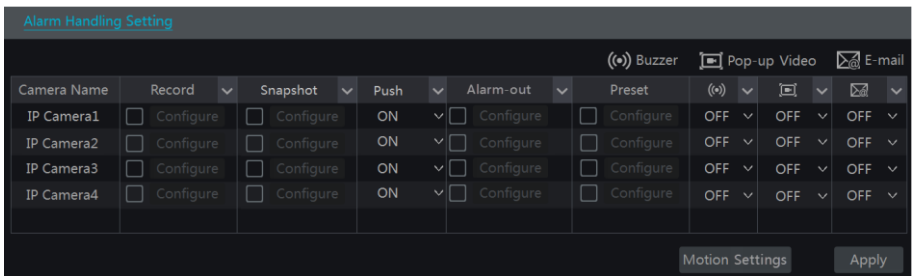 Alarm Handling Setting
Buzzer Pop-up Video E-mail
Camera Name Record Snapshot Push Alarm-out Preset
IP Camera1 Configure Configure ON Configure Configure OFF OFF OFF
IP Camera2 Configure Configure ON Configure Configure OFF OFF OFF
IP Camera3 Configure Configure ON Configure Configure OFF OFF OFF
IP Camera4 Configure Configure ON Configure Configure OFF OFF OFF
Motion Settings Apply